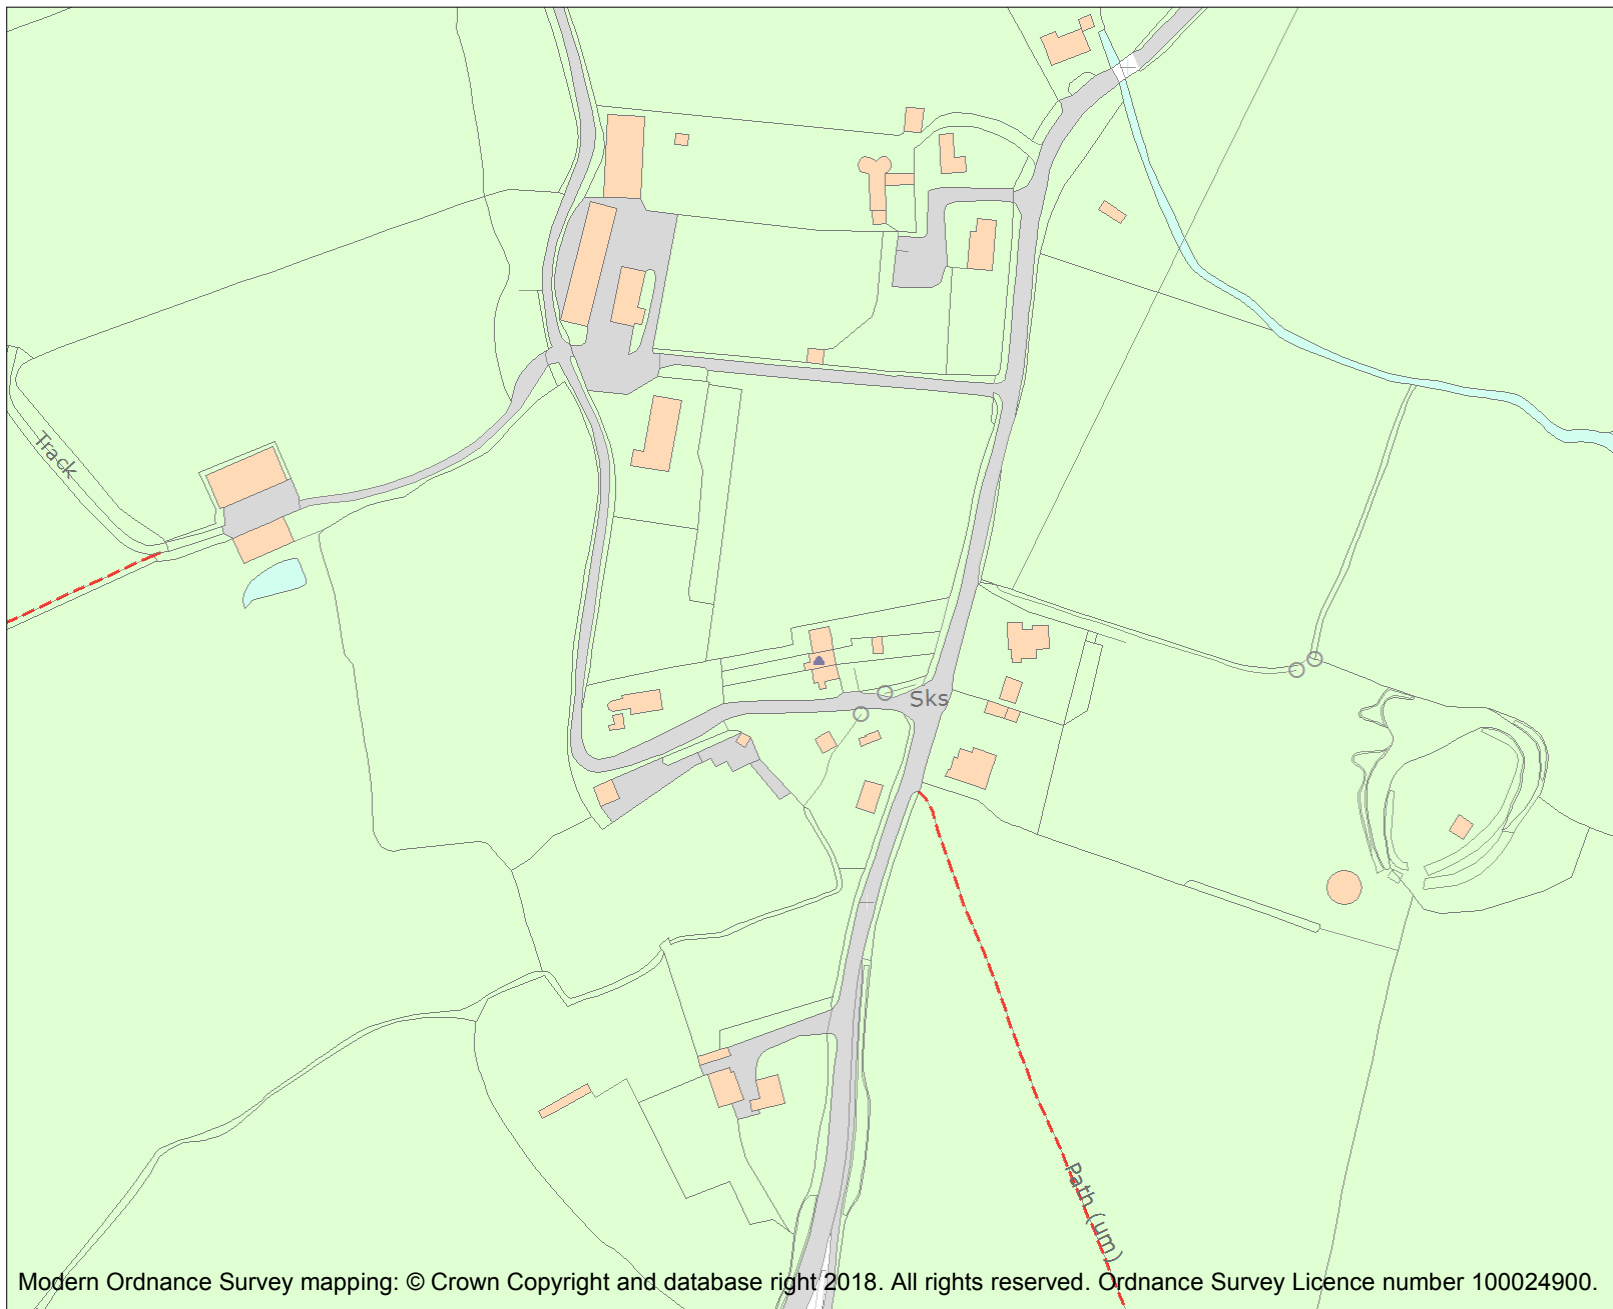 Track
Sks
Path (um)
Modern Ordnance Survey mapping: © Crown Copyright and database right 2018. All rights reserved. Ordnance Survey Licence number 100024900.